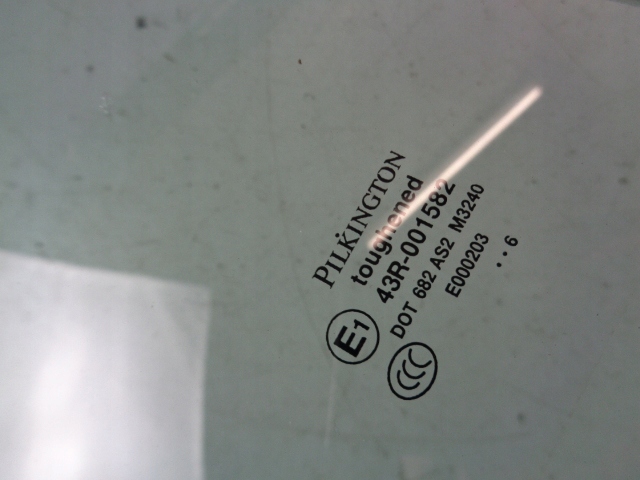 PILKINGTON
toughened
E1 43R-001582
DOT 682 AS2 M3240
CCC E000203
..6